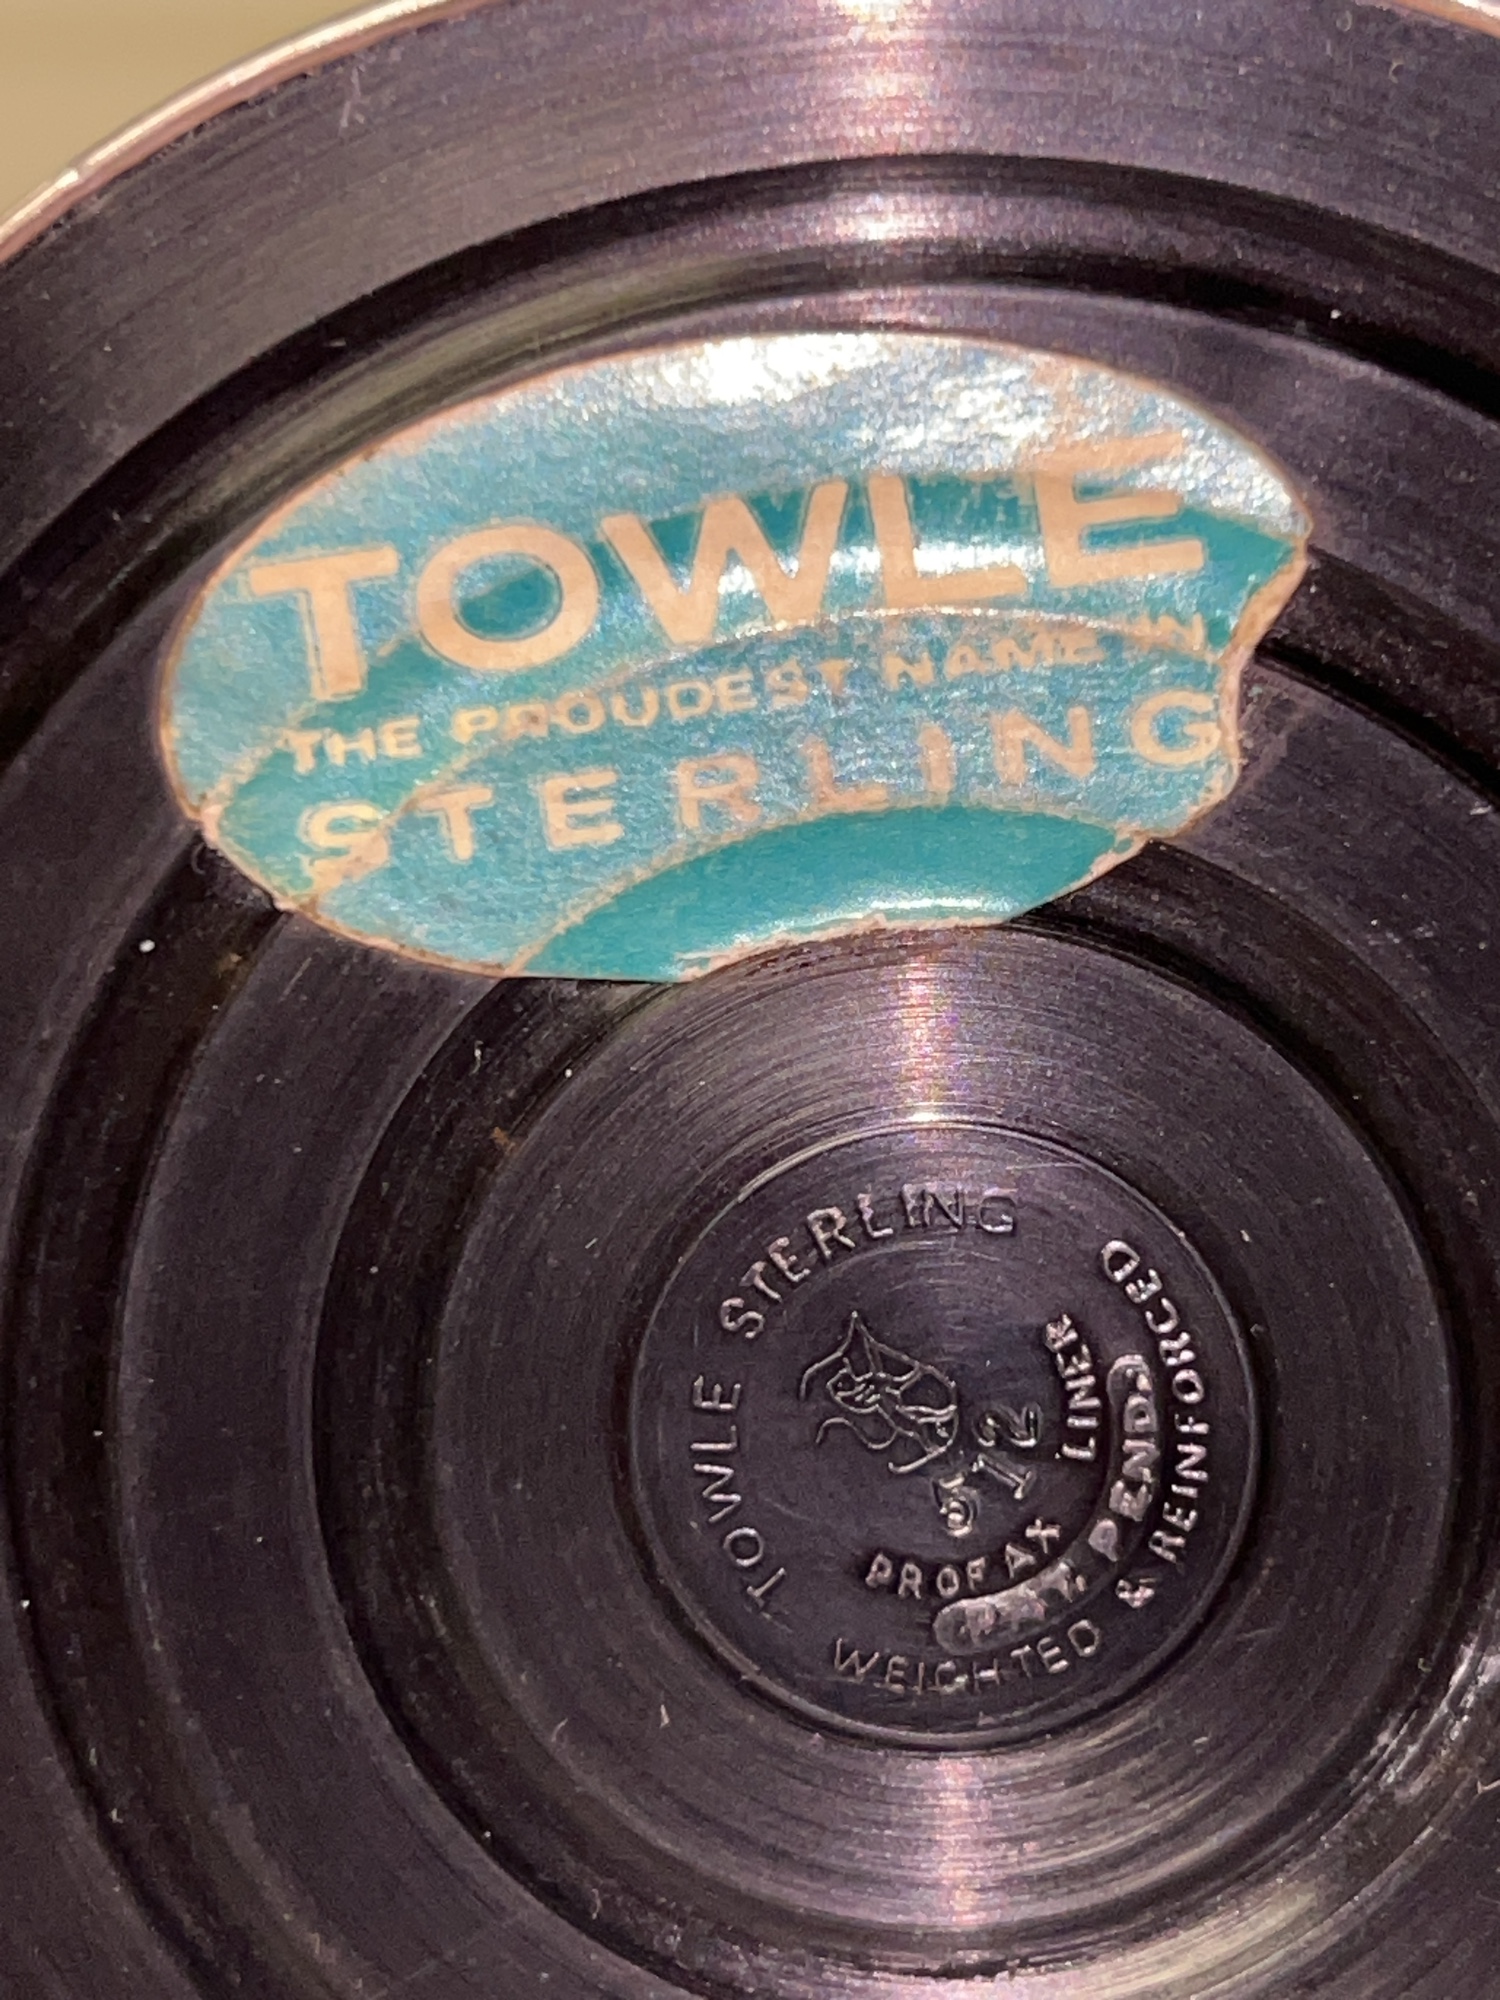 TOWLE
THE PROUDEST NAME IN
STERLING
TOWLE STERLING
512
PROFAX LINER
PAT. PEND.
WEIGHTED & REINFORCED